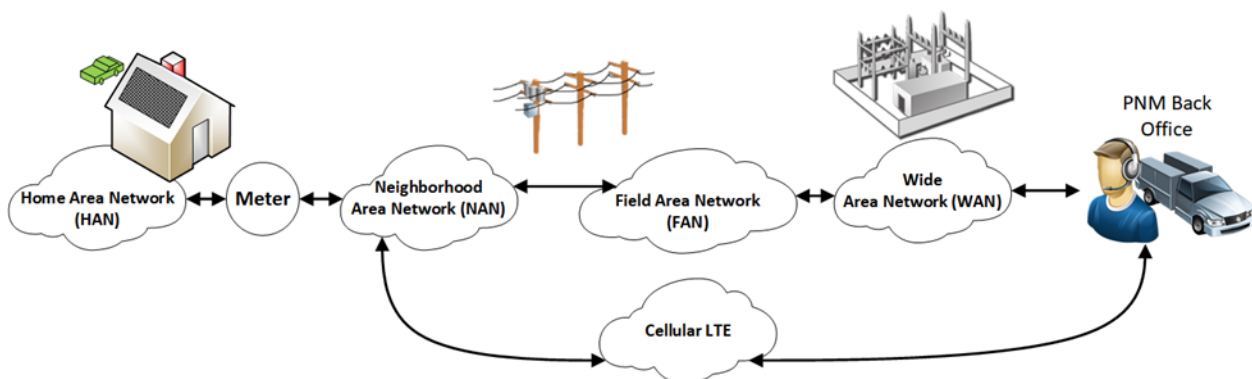 PNM Back
Office
Home Area Network
(HAN)
Meter
Neighborhood
Area Network (NAN)
Field Area Network
(FAN)
Wide
Area Network (WAN)
Cellular LTE